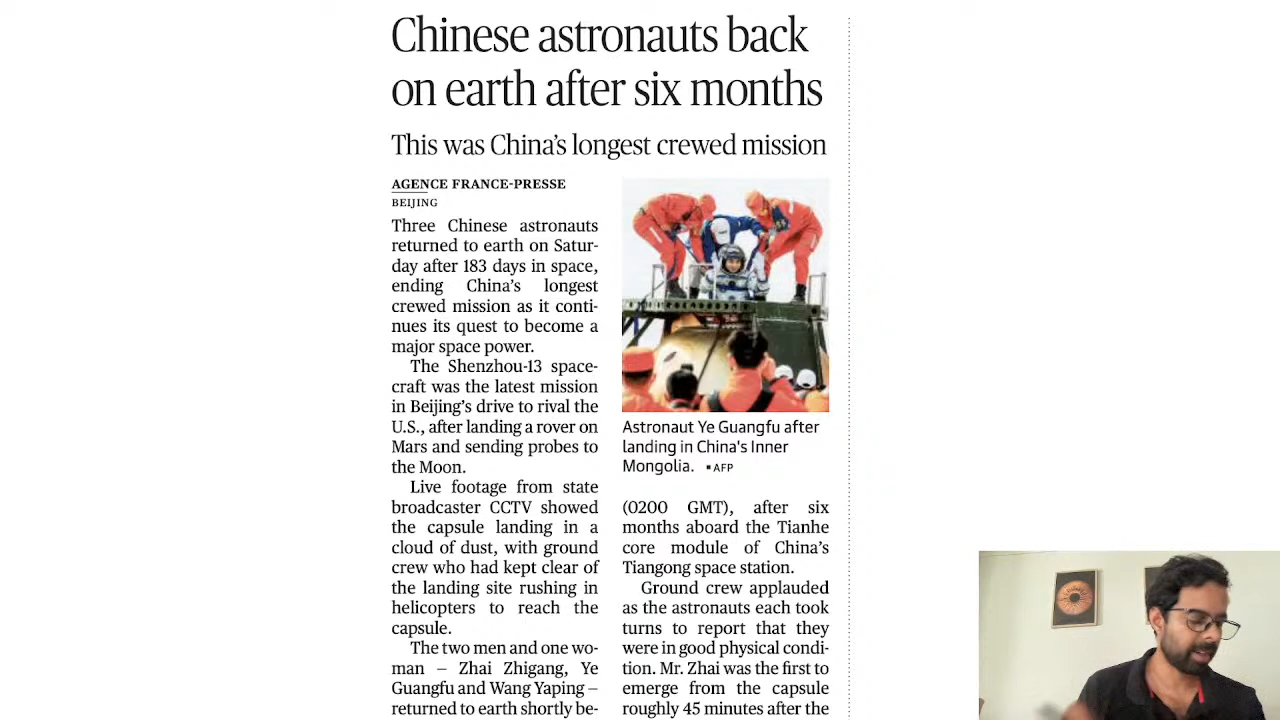 Chinese astronauts back
on earth after six months
This was China's longest crewed mission
AGENCE FRANCE-PRESSE
BEIJING
Three Chinese astronauts
returned to earth on Satur-
day after 183 days in space,
ending China's longest
crewed mission as it conti-
nues its quest to become a
major space power.
The Shenzhou-13 space-
craft was the latest mission
in Beijing's drive to rival the
U.S., after landing a rover on
Mars and sending probes to
the Moon.
Live footage from state
broadcaster CCTV showed
the capsule landing in a
cloud of dust, with ground
crew who had kept clear of
the landing site rushing in
helicopters to reach the
capsule.
The two men and one wo-
man – Zhai Zhigang, Ye
Guangfu and Wang Yaping –
returned to earth shortly be-
Astronaut Ye Guangfu after
landing in China's Inner
Mongolia. ▪ AFP
(0200 GMT), after six
months aboard the Tianhe
core module of China's
Tiangong space station.
Ground crew applauded
as the astronauts each took
turns to report that they
were in good physical condi-
tion. Mr. Zhai was the first to
emerge from the capsule
roughly 45 minutes after the